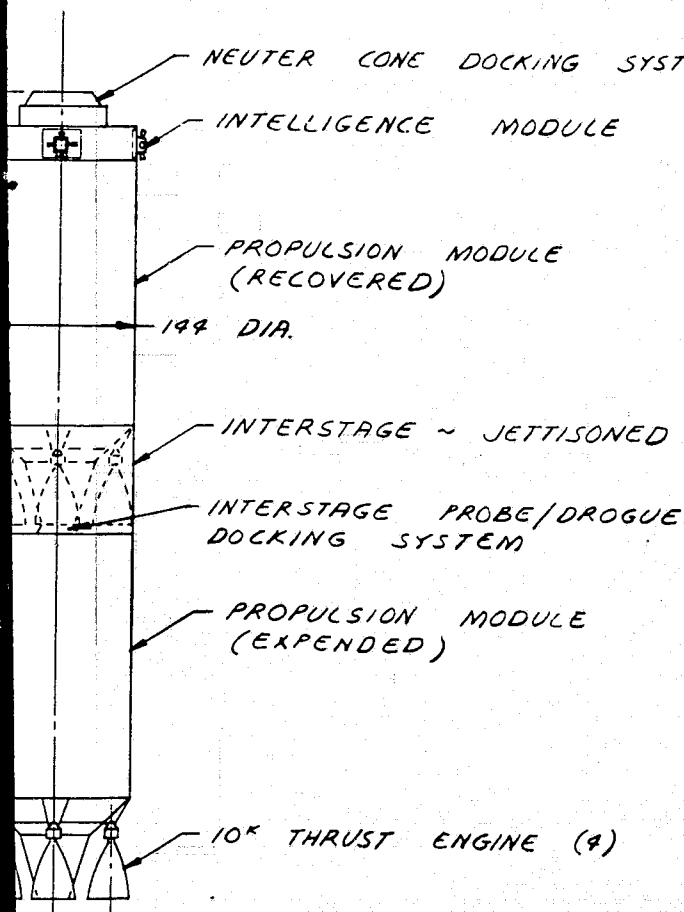 NEUTER CONE DOCKING SYST
INTELLIGENCE MODULE
PROPULSION MODULE
(RECOVERED)
144 DIA.
INTERSTAGE ~ JETTISONED
INTERSTAGE PROBE/DROGUE
DOCKING SYSTEM
PROPULSION MODULE
(EXPENDED)
10K THRUST ENGINE (4)